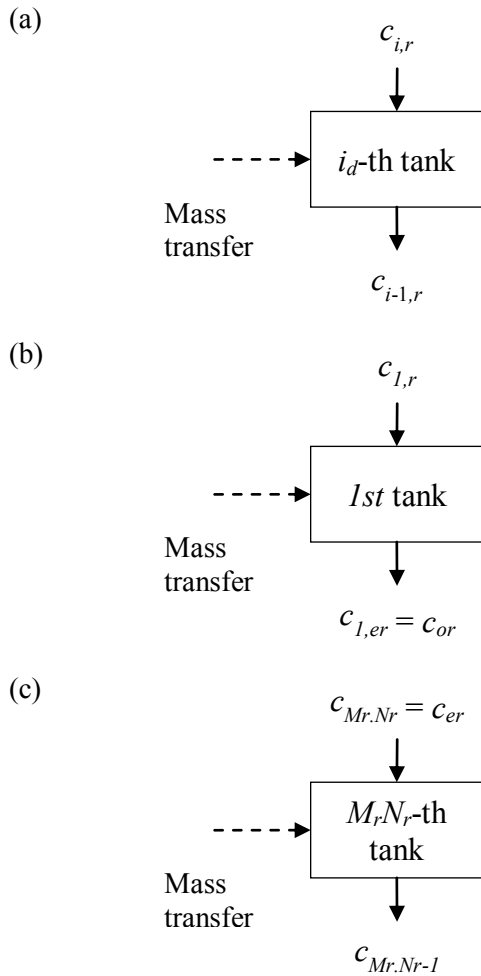 (a)
c_{i,r}
i_d-th tank
Mass
transfer
c_{i-1,r}
(b)
c_{1,r}
1st tank
Mass
transfer
c_{1,er} = c_{or}
(c)
c_{Mr.Nr} = c_{er}
M_rN_r-th
tank
Mass
transfer
c_{Mr.Nr-1}